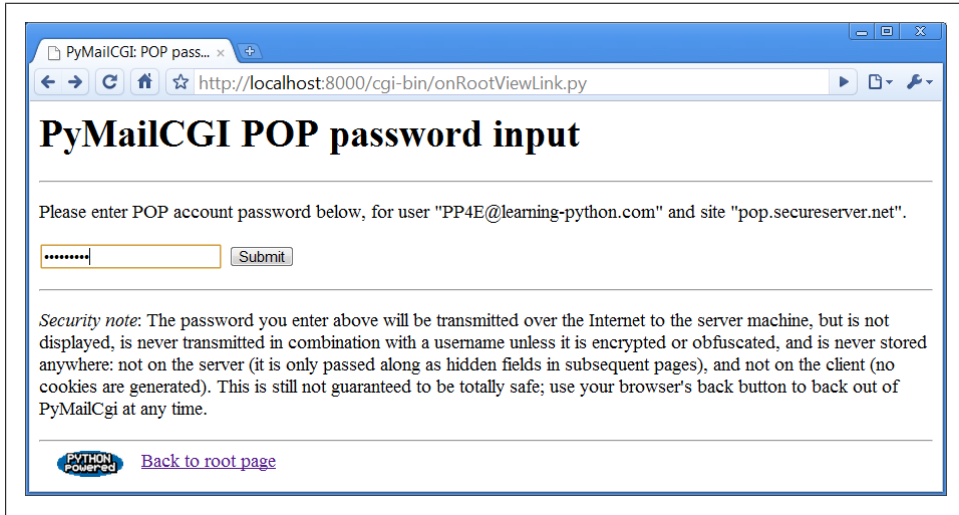 PyMailCGI: POP pass...
http://localhost:8000/cgi-bin/onRootViewLink.py
PyMailCGI POP password input
Please enter POP account password below, for user "PP4E@learning-python.com" and site "pop.secureserver.net".
••••••••• Submit
Security note: The password you enter above will be transmitted over the Internet to the server machine, but is not
displayed, is never transmitted in combination with a username unless it is encrypted or obfuscated, and is never stored
anywhere: not on the server (it is only passed along as hidden fields in subsequent pages), and not on the client (no
cookies are generated). This is still not guaranteed to be totally safe; use your browser's back button to back out of
PyMailCgi at any time.
PYTHON
Powered
Back to root page